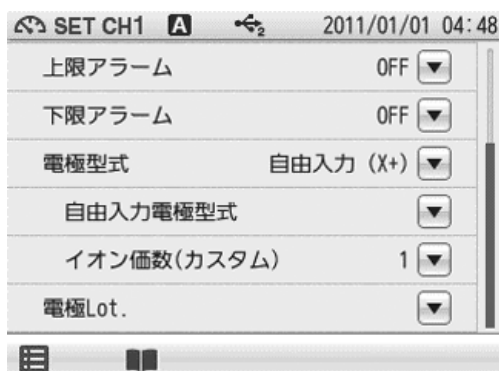 SET CH1 A 2 2011/01/01 04:48
上限アラーム OFF
下限アラーム OFF
電極型式 自由入力 (X+)
自由入力電極型式
イオン価数(カスタム) 1
電極Lot.